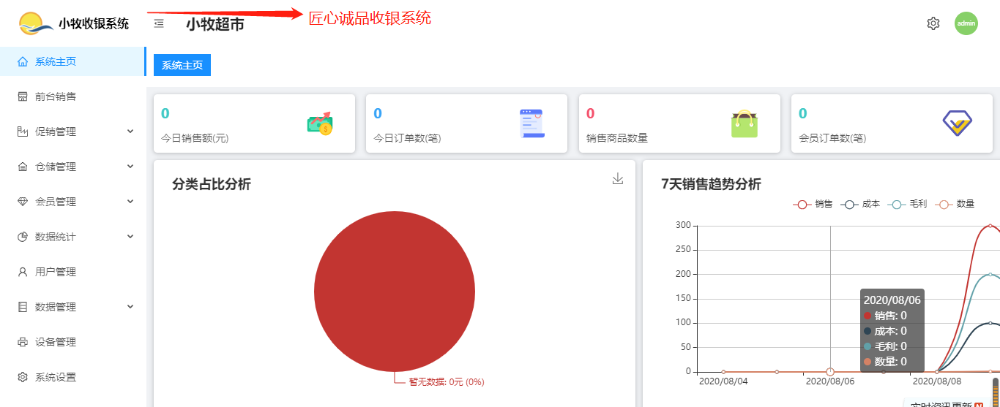 小牧收银系统
小牧超市
匠心诚品收银系统
admin
系统主页
前台销售
促销管理
仓储管理
会员管理
数据统计
用户管理
数据管理
设备管理
系统设置
系统主页
0
今日销售额(元)
0
今日订单数(笔)
0
销售商品数量
0
会员订单数(笔)
分类占比分析
暂无数据: 0元 (0%)
7天销售趋势分析
销售 成本 毛利 数量
300
250
200
150
100
50
0
2020/08/04 2020/08/06 2020/08/08
2020/08/06
销售: 0
成本: 0
毛利: 0
数量: 0
实时资讯更新